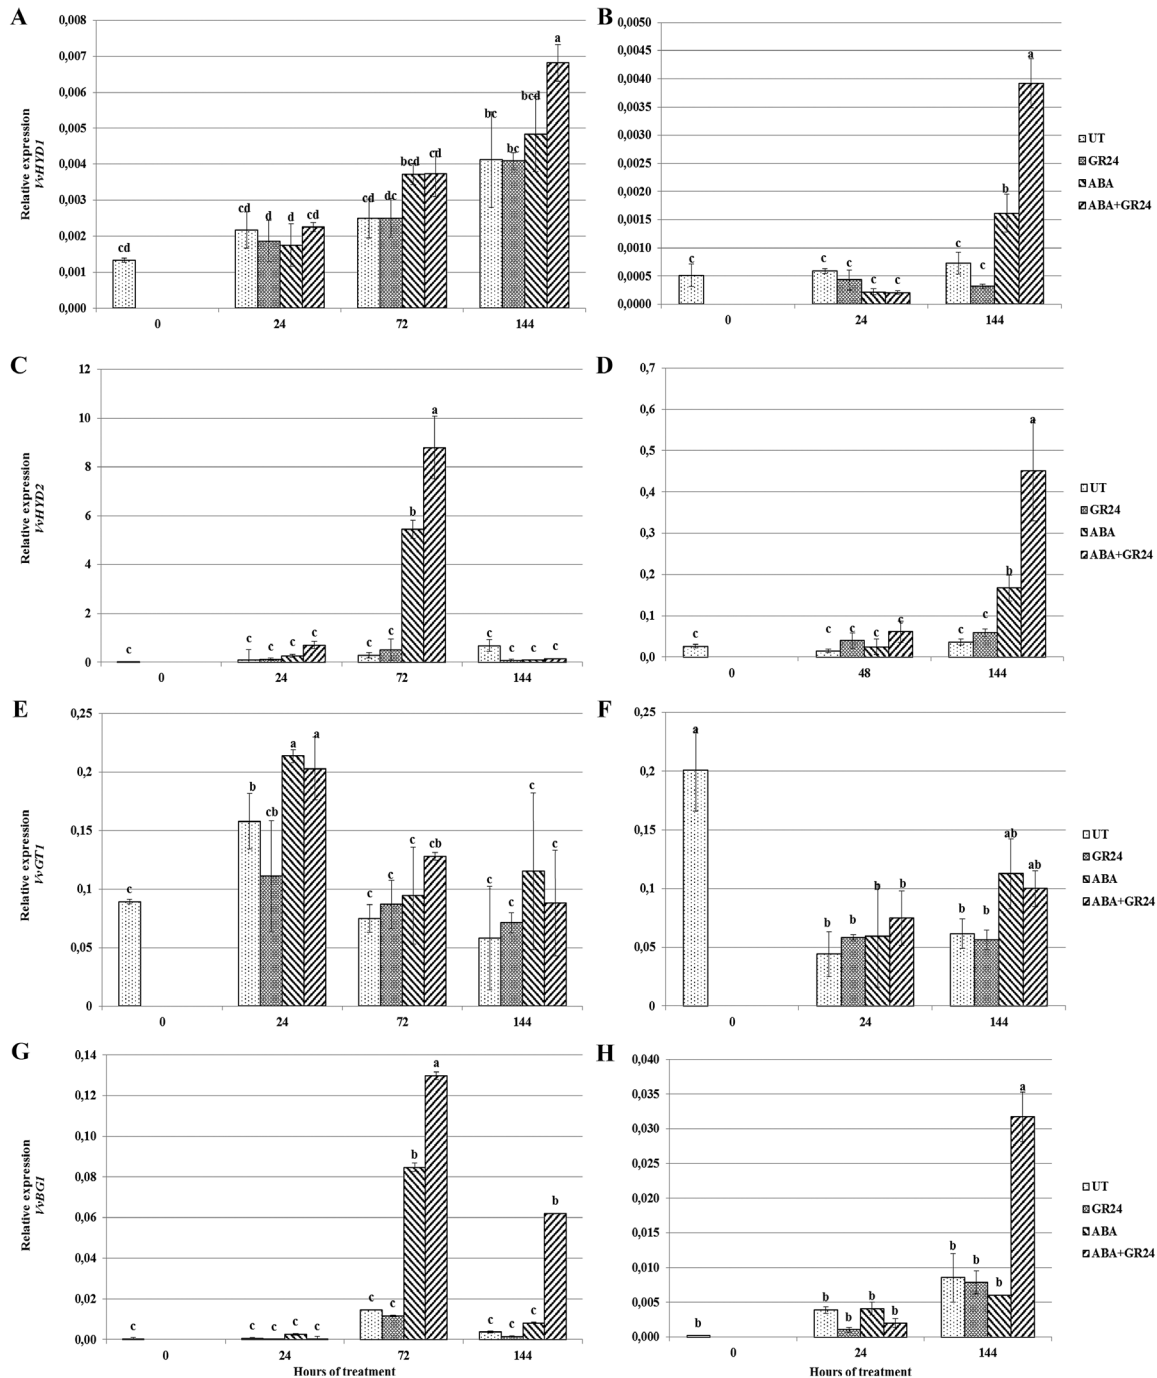 A
Relative expression
VvHYD1
0,008
0,007
0,006
0,005
0,004
0,003
0,002
0,001
0,000
cd
cd d d cd
cd dc bcd cd
bc bc bcd a
0 24 72 144
B
0,0050
0,0045
0,0040
0,0035
0,0030
0,0025
0,0020
0,0015
0,0010
0,0005
0,0000
c
c c c c
c c b a
0 24 144
UT
GR24
ABA
ABA+GR24
C
Relative expression
VvHYD2
12
10
8
6
4
2
0
c
c c c c
c c b a
c c c c
0 24 72 144
D
0,7
0,6
0,5
0,4
0,3
0,2
0,1
0,0
c
c c c c
c c b a
0 48 144
UT
GR24
ABA
ABA+GR24
E
Relative expression
VvGT1
0,25
0,2
0,15
0,1
0,05
0
c
b cb a a
c c c cb
c c c c
0 24 72 144
F
0,25
0,2
0,15
0,1
0,05
0
a
b b b b
b b ab ab
0 24 144
UT
GR24
ABA
ABA+GR24
G
Relative expression
VvBG1
0,14
0,12
0,10
0,08
0,06
0,04
0,02
0,00
c
c c c c
c c b a
c c c b
0 24 72 144
Hours of treatment
H
0,040
0,035
0,030
0,025
0,020
0,015
0,010
0,005
0,000
b
b b b b
b b b a
0 24 144
Hours of treatment
UT
GR24
ABA
ABA+GR24